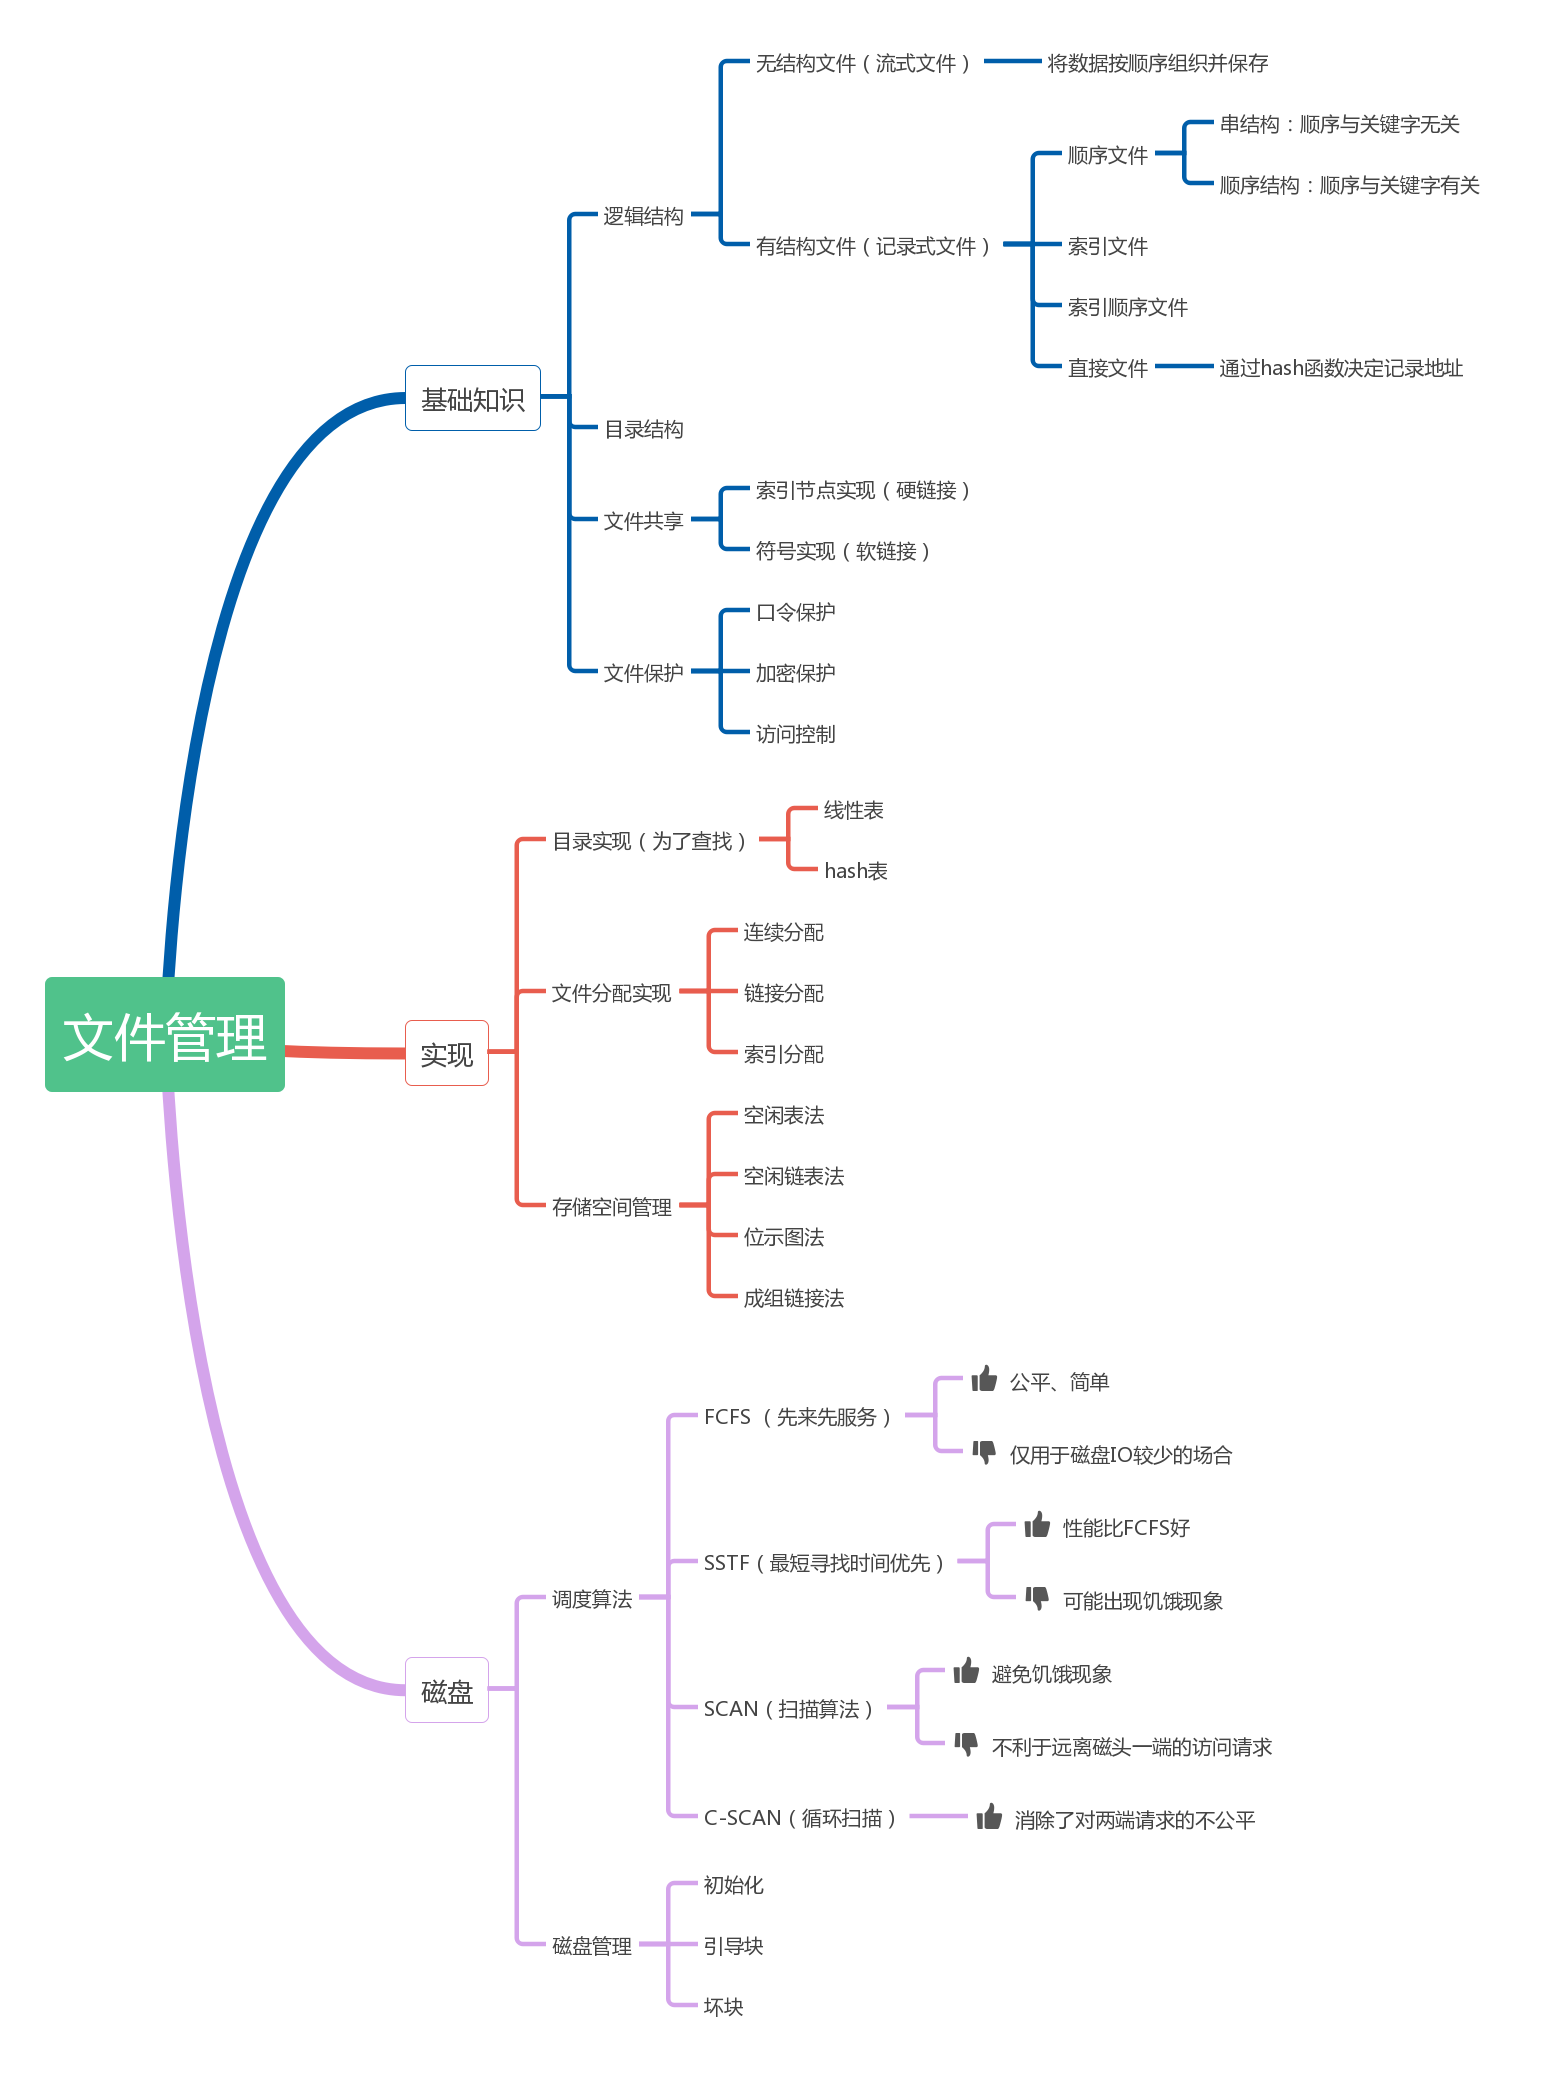 文件管理
基础知识
逻辑结构
无结构文件（流式文件）
将数据按顺序组织并保存
有结构文件（记录式文件）
顺序文件
串结构：顺序与关键字无关
顺序结构：顺序与关键字有关
索引文件
索引顺序文件
直接文件
通过hash函数决定记录地址
目录结构
文件共享
索引节点实现（硬链接）
符号实现（软链接）
文件保护
口令保护
加密保护
访问控制
实现
目录实现（为了查找）
线性表
hash表
文件分配实现
连续分配
链接分配
索引分配
存储空间管理
空闲表法
空闲链表法
位示图法
成组链接法
磁盘
调度算法
FCFS （先来先服务）
公平、简单
仅用于磁盘IO较少的场合
SSTF（最短寻找时间优先）
性能比FCFS好
可能出现饥饿现象
SCAN（扫描算法）
避免饥饿现象
不利于远离磁头一端的访问请求
C-SCAN（循环扫描）
消除了对两端请求的不公平
磁盘管理
初始化
引导块
坏块